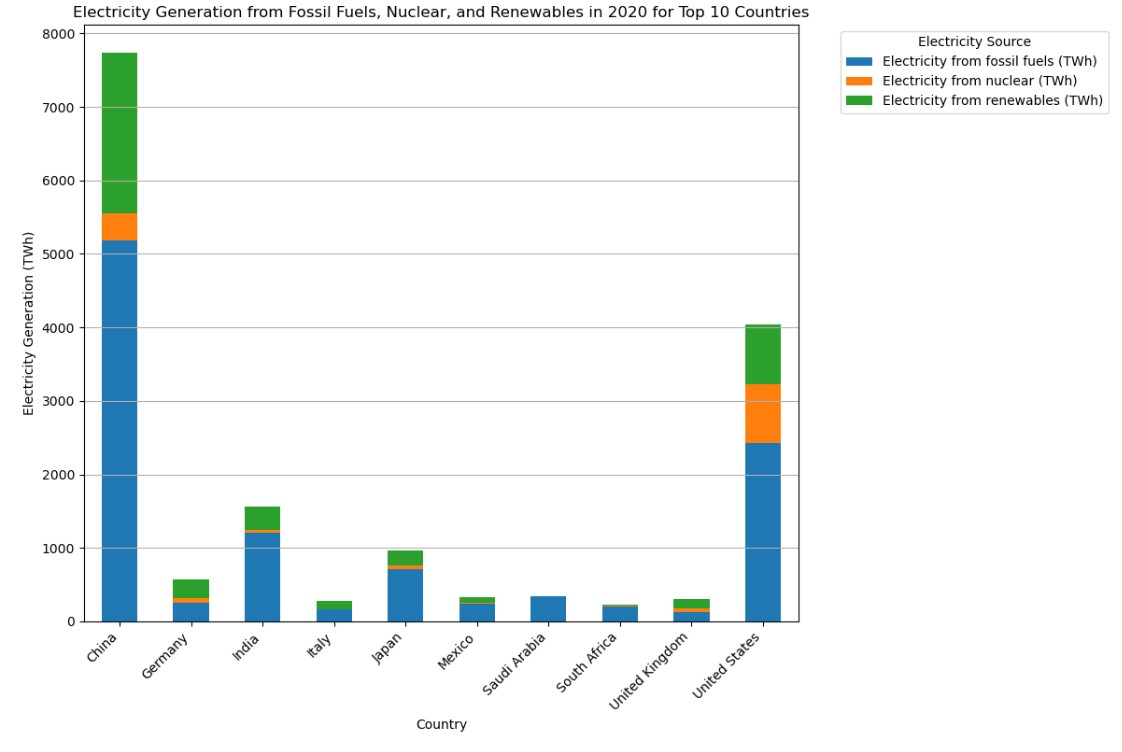 Electricity Generation from Fossil Fuels, Nuclear, and Renewables in 2020 for Top 10 Countries
Electricity Source
Electricity from fossil fuels (TWh)
Electricity from nuclear (TWh)
Electricity from renewables (TWh)
Electricity Generation (TWh)
8000
7000
6000
5000
4000
3000
2000
1000
0
China
Germany
India
Italy
Japan
Mexico
Saudi Arabia
South Africa
United Kingdom
United States
Country